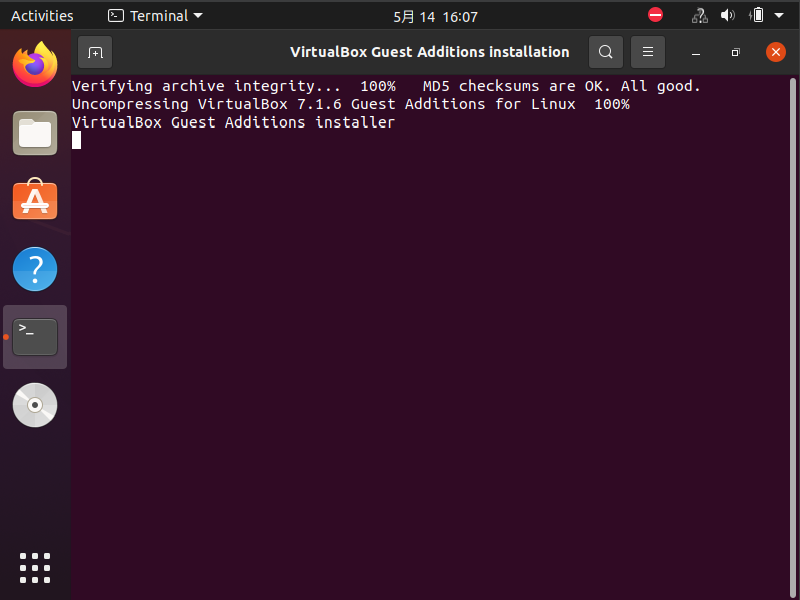 Activities
Terminal
5月 14 16:07
VirtualBox Guest Additions installation
Verifying archive integrity...  100%   MD5 checksums are OK. All good.
Uncompressing VirtualBox 7.1.6 Guest Additions for Linux  100%
VirtualBox Guest Additions installer